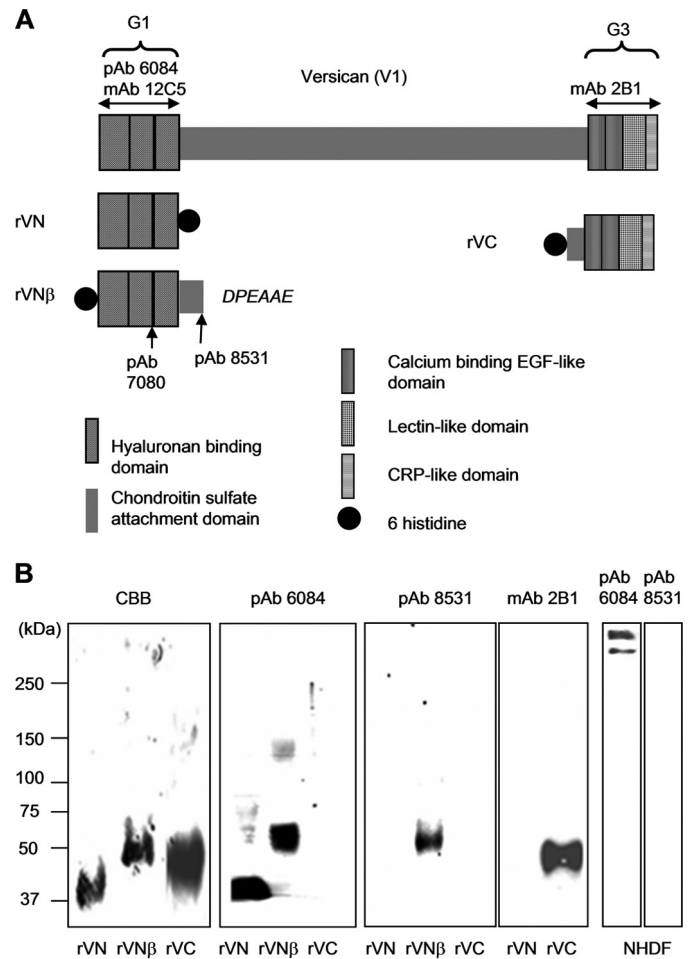 A
G1
G3
pAb 6084
mAb 12C5
Versican (V1)
mAb 2B1
rVN
rVC
rVNβ
DPEAAE
pAb
7080
pAb 8531
Hyaluronan binding
domain
Chondroitin sulfate
attachment domain
Calcium binding EGF-like
domain
Lectin-like domain
CRP-like domain
6 histidine
B
CBB
pAb 6084
pAb 8531
mAb 2B1
pAb
6084
pAb
8531
(kDa)
250
150
100
75
50
37
rVN rVNβ rVC
rVN rVNβ rVC
rVN rVNβ rVC
rVN rVC
NHDF